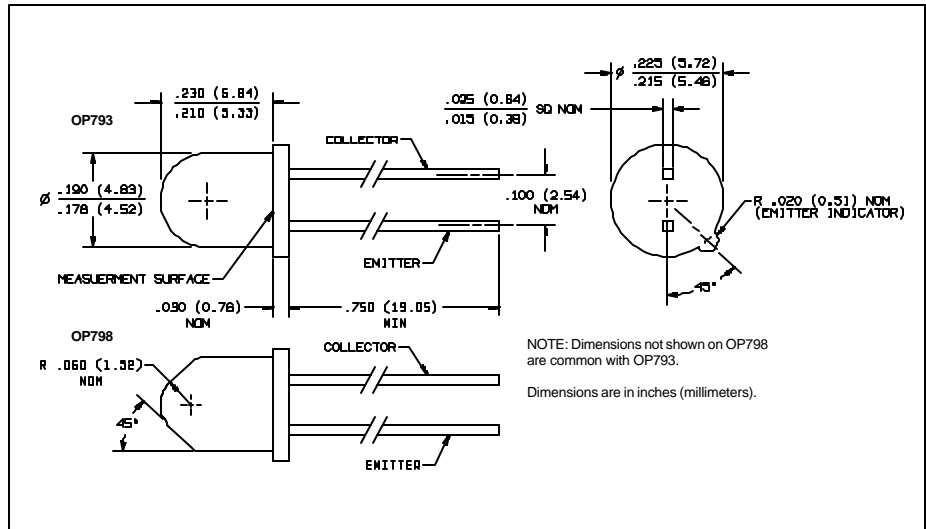 OP793
.230 (5.84)
.210 (5.33)
Ø .190 (4.83)
.178 (4.52)
MEASUERMENT SURFACE
.030 (0.76)
NOM
.750 (19.05)
MIN
COLLECTOR
EMITTER
.025 (0.64)
.015 (0.38)
SQ NOM
.100 (2.54)
NOM
Ø .225 (5.72)
.215 (5.46)
R .020 (0.51) NOM
(EMITTER INDICATOR)
45°
OP798
R .060 (1.52)
NOM
45°
COLLECTOR
EMITTER
NOTE: Dimensions not shown on OP798
are common with OP793.
Dimensions are in inches (millimeters).